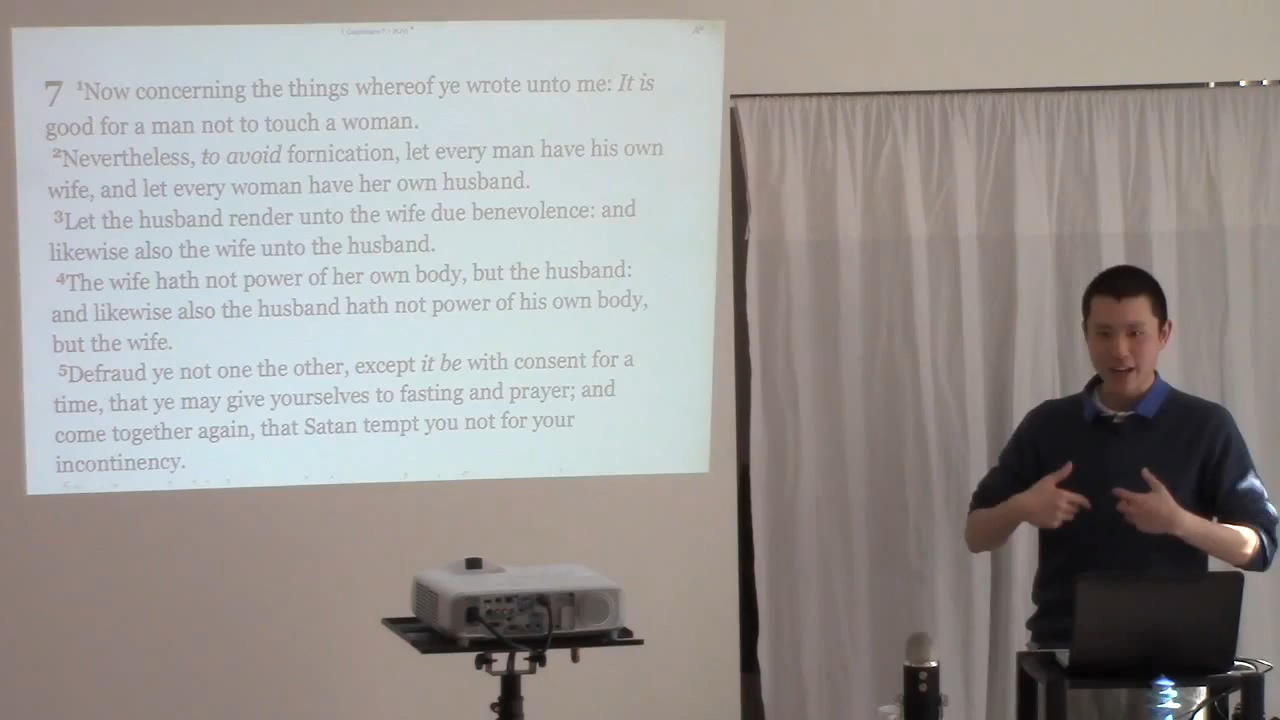 7 ¹Now concerning the things whereof ye wrote unto me: It is
good for a man not to touch a woman.
²Nevertheless, to avoid fornication, let every man have his own
wife, and let every woman have her own husband.
³Let the husband render unto the wife due benevolence: and
likewise also the wife unto the husband.
⁴The wife hath not power of her own body, but the husband:
and likewise also the husband hath not power of his own body,
but the wife.
⁵Defraud ye not one the other, except it be with consent for a
time, that ye may give yourselves to fasting and prayer; and
come together again, that Satan tempt you not for your
incontinency.